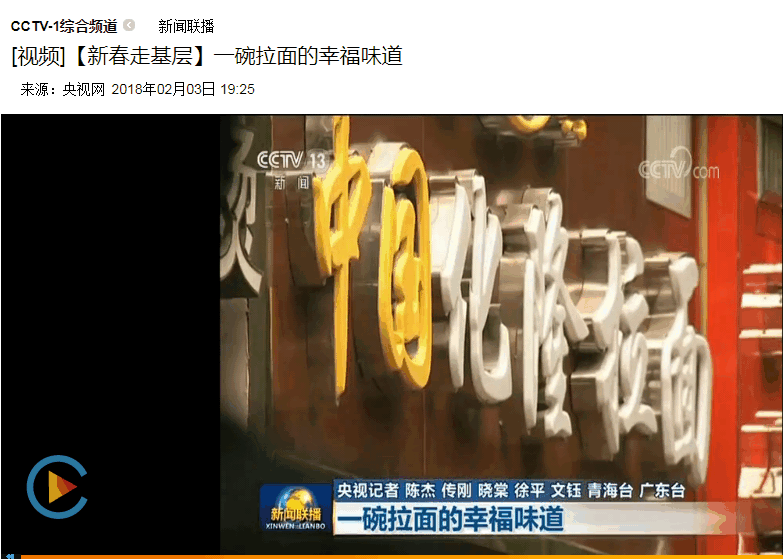 CCTV-1综合频道 新闻联播
[视频]【新春走基层】一碗拉面的幸福味道
来源：央视网 2018年02月03日 19:25
CCTV 13
新闻
CCTV.com
中国化隆牛肉面
央视记者 陈杰 传刚 晓棠 徐平 文钰 青海台 广东台
新闻联播
XINWEN LIANBO
一碗拉面的幸福味道